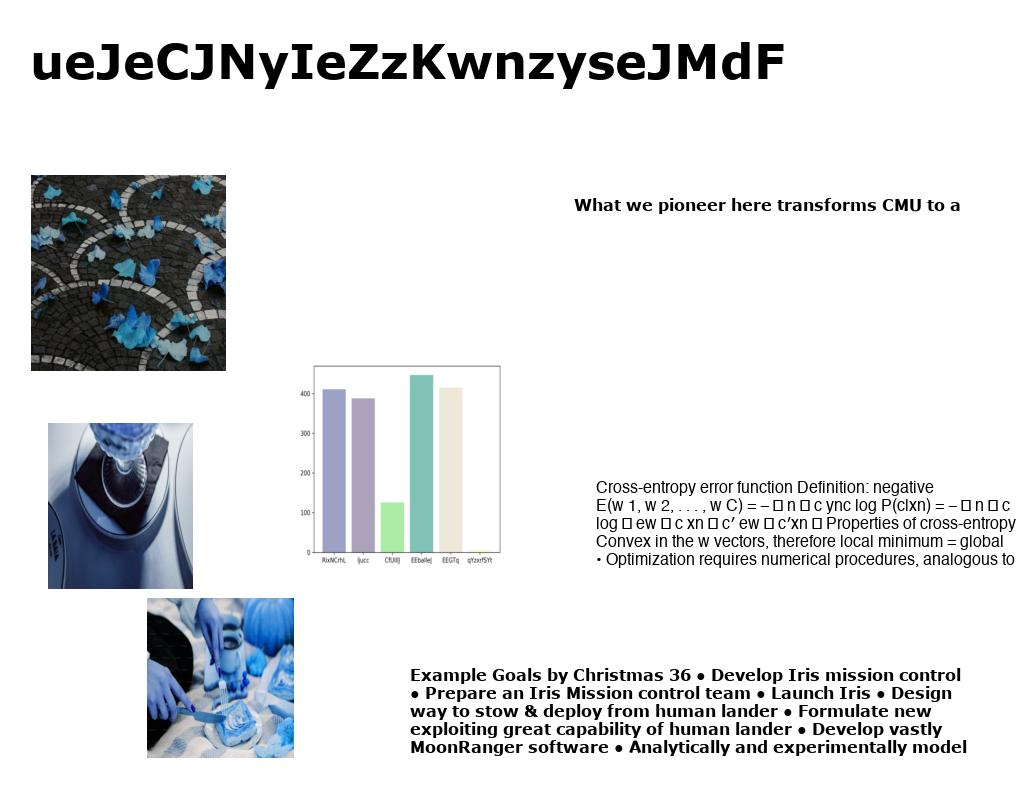 ueJeCJNyIeZzKwnzyseJMdF
What we pioneer here transforms CMU to a
400
300
200
100
0
RixNCrhL
EEGTq
Cross-entropy error function Definition: negative
E(w 1, w 2, . . . , w C) = – □ n □ c ync log P(c|xn) = – □ n □ c
log □ ew □ c xn □ c′ ew □ c′xn □ Properties of cross-entropy
Convex in the w vectors, therefore local minimum = global
• Optimization requires numerical procedures, analogous to
Example Goals by Christmas 36 ● Develop Iris mission control
● Prepare an Iris Mission control team ● Launch Iris ● Design
way to stow & deploy from human lander ● Formulate new
exploiting great capability of human lander ● Develop vastly
MoonRanger software ● Analytically and experimentally model